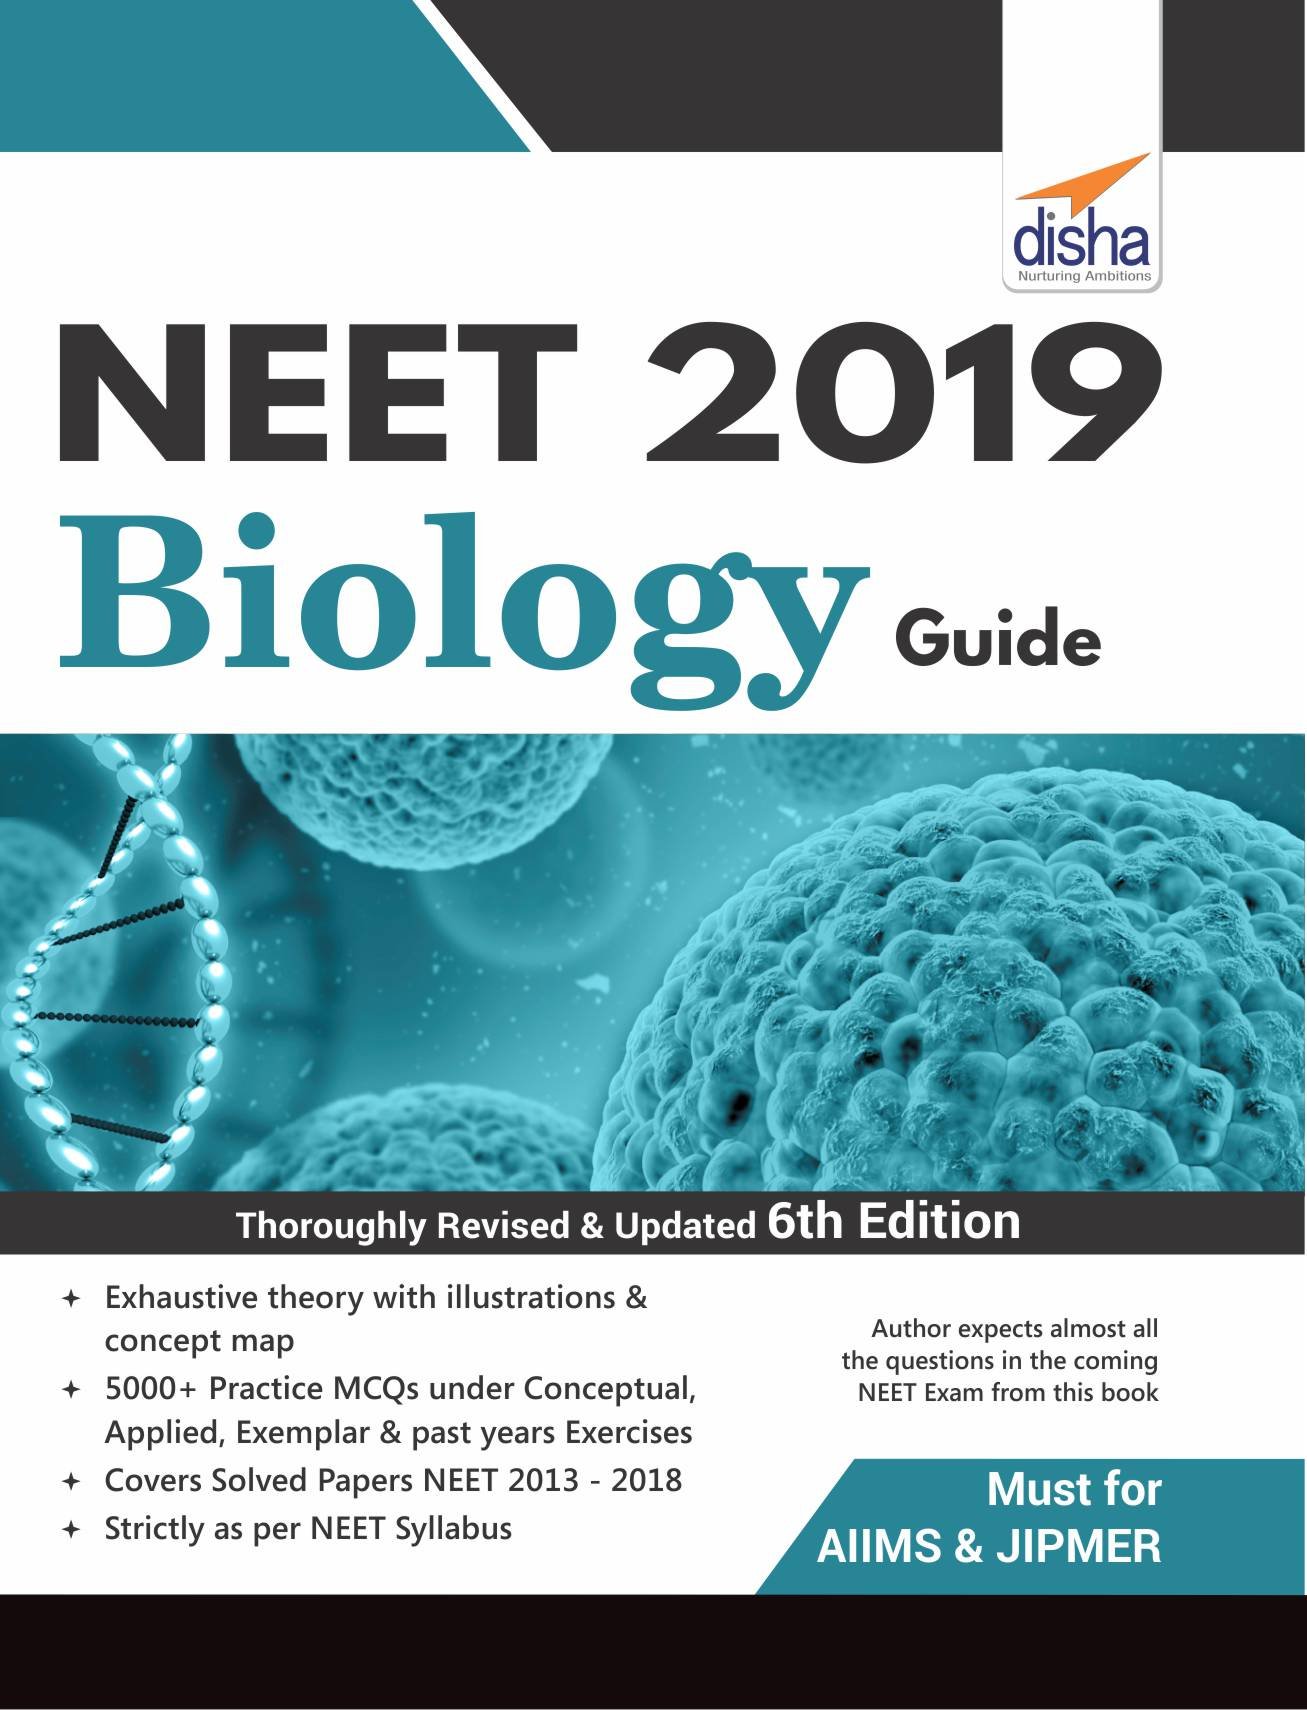 disha
Nurturing Ambitions
NEET 2019
Biology Guide
Thoroughly Revised & Updated 6th Edition
Exhaustive theory with illustrations &
concept map
5000+ Practice MCQs under Conceptual,
Applied, Exemplar & past years Exercises
Covers Solved Papers NEET 2013 - 2018
Strictly as per NEET Syllabus
Author expects almost all
the questions in the coming
NEET Exam from this book
Must for
AIIMS & JIPMER